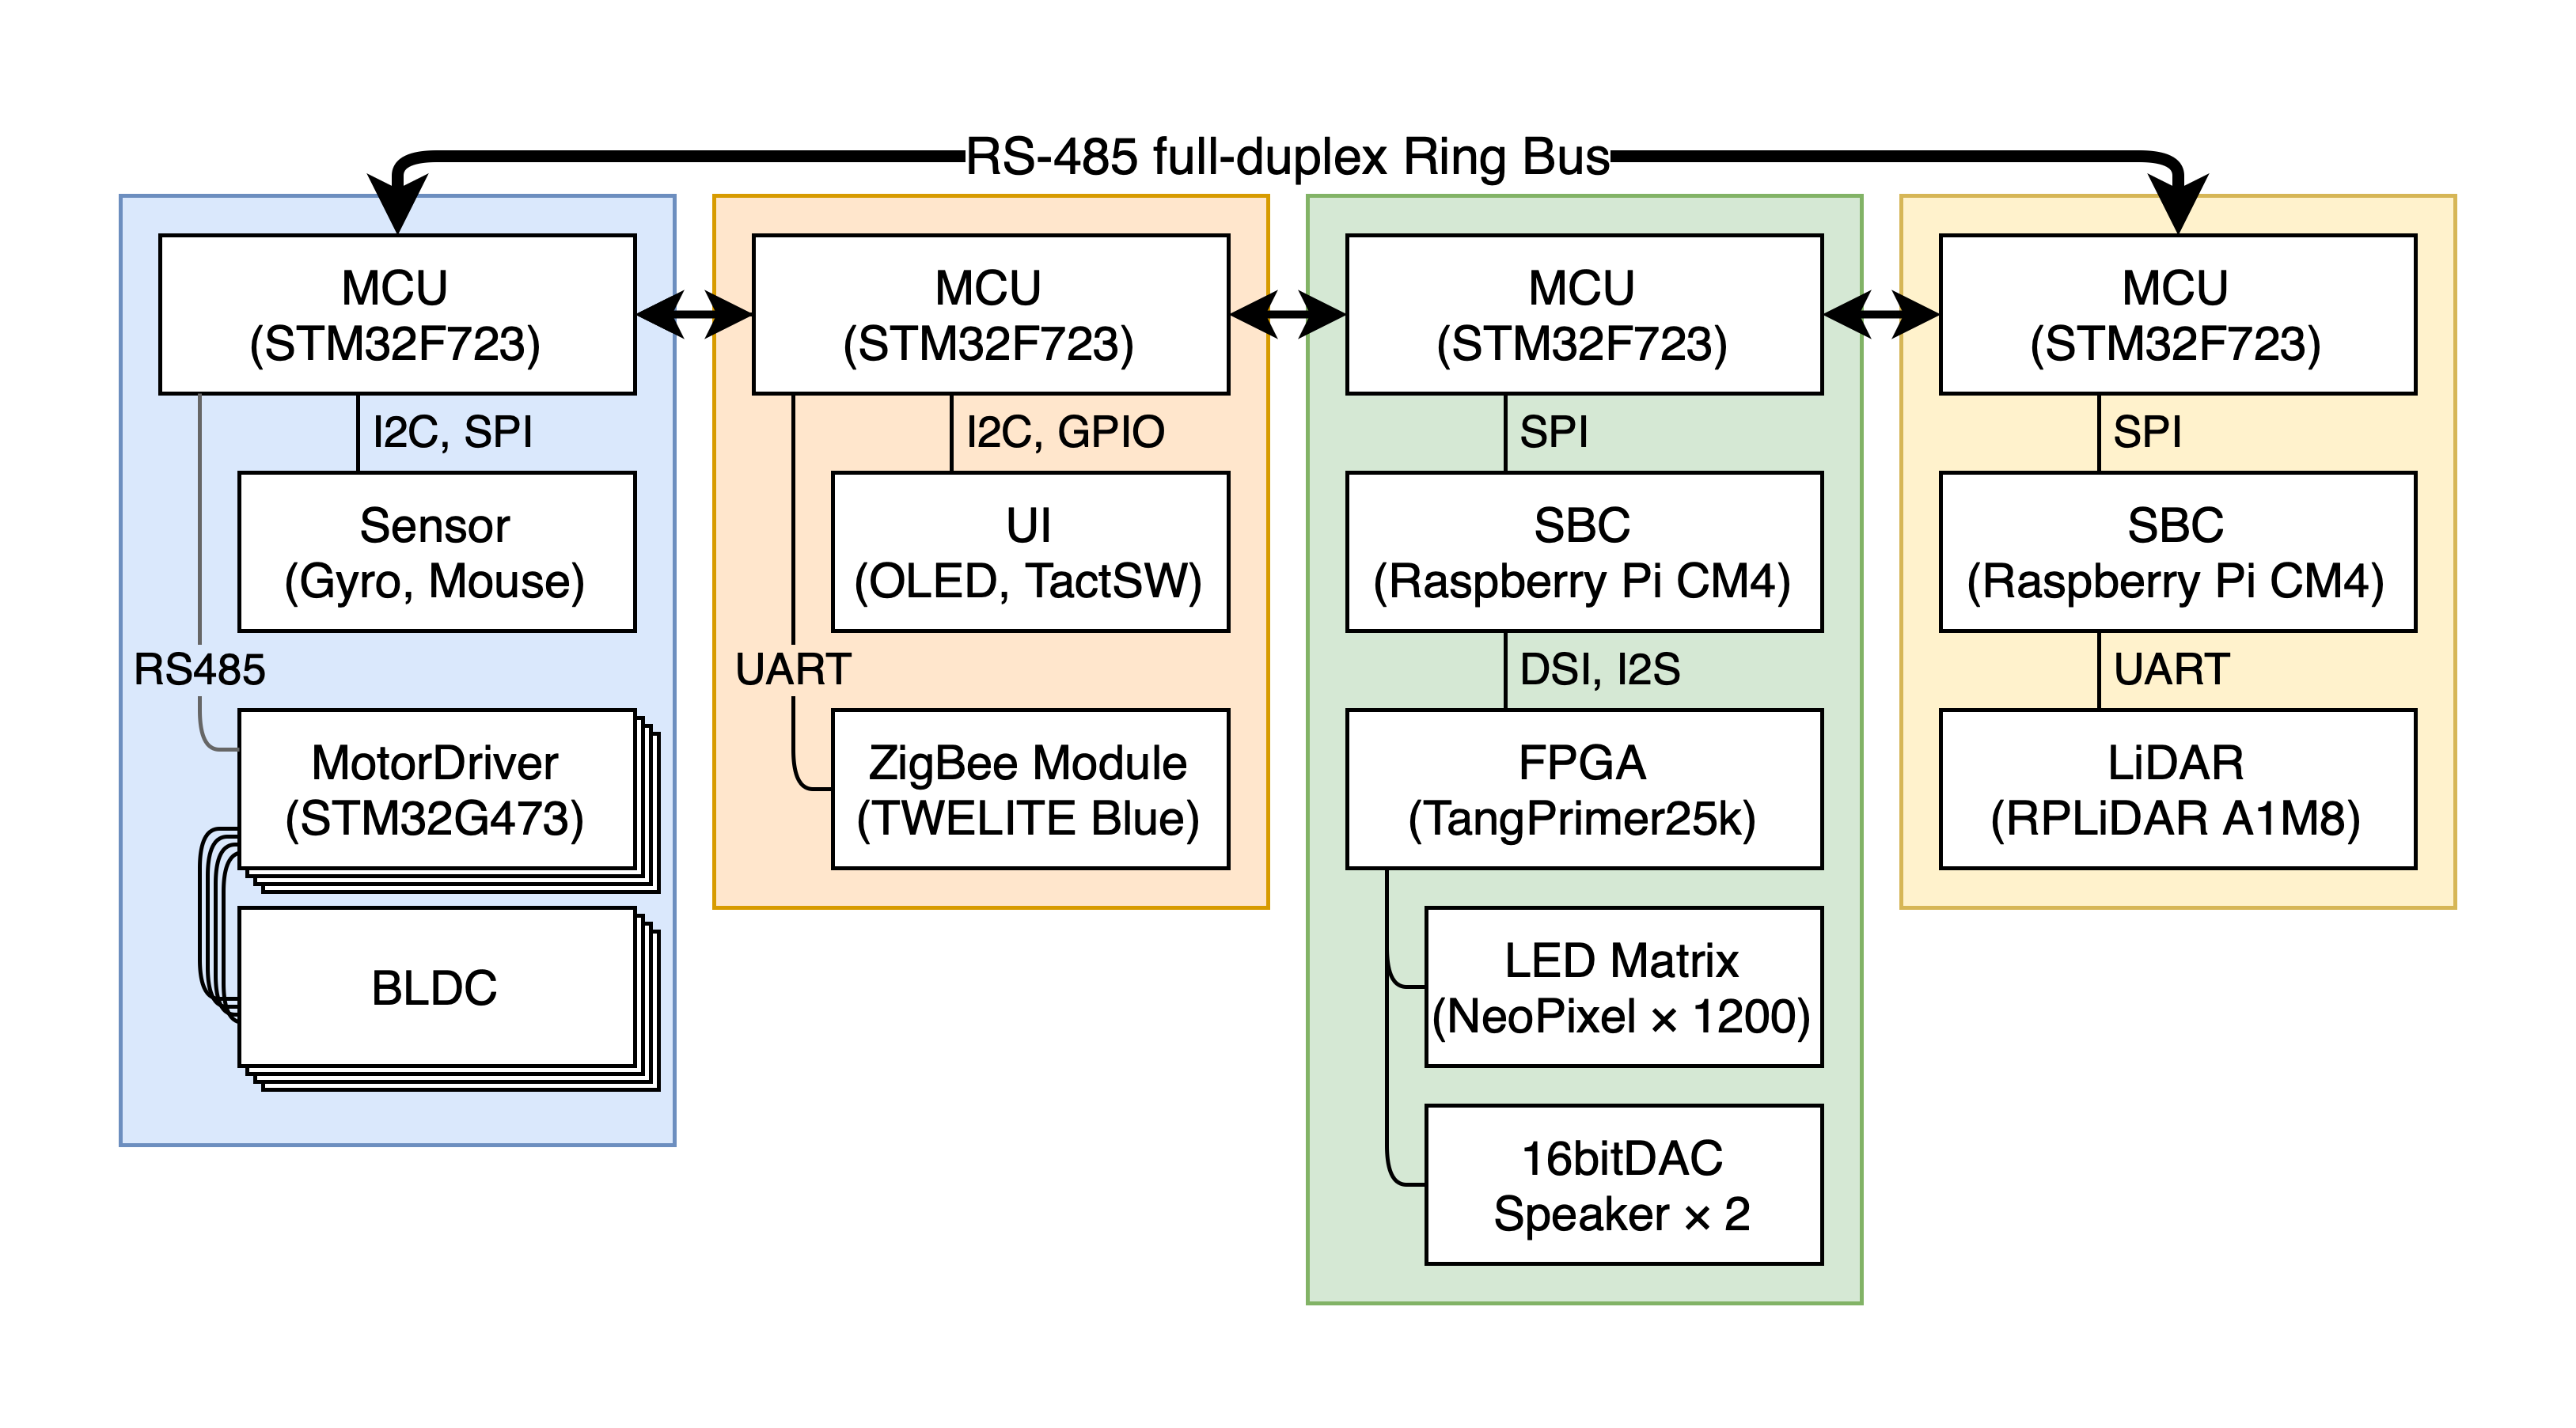 RS-485 full-duplex Ring Bus
MCU
(STM32F723)
I2C, SPI
Sensor
(Gyro, Mouse)
RS485
MotorDriver
(STM32G473)
BLDC
MCU
(STM32F723)
I2C, GPIO
UI
(OLED, TactSW)
UART
ZigBee Module
(TWELITE Blue)
MCU
(STM32F723)
SPI
SBC
(Raspberry Pi CM4)
DSI, I2S
FPGA
(TangPrimer25k)
LED Matrix
(NeoPixel × 1200)
16bitDAC
Speaker × 2
MCU
(STM32F723)
SPI
SBC
(Raspberry Pi CM4)
UART
LiDAR
(RPLiDAR A1M8)